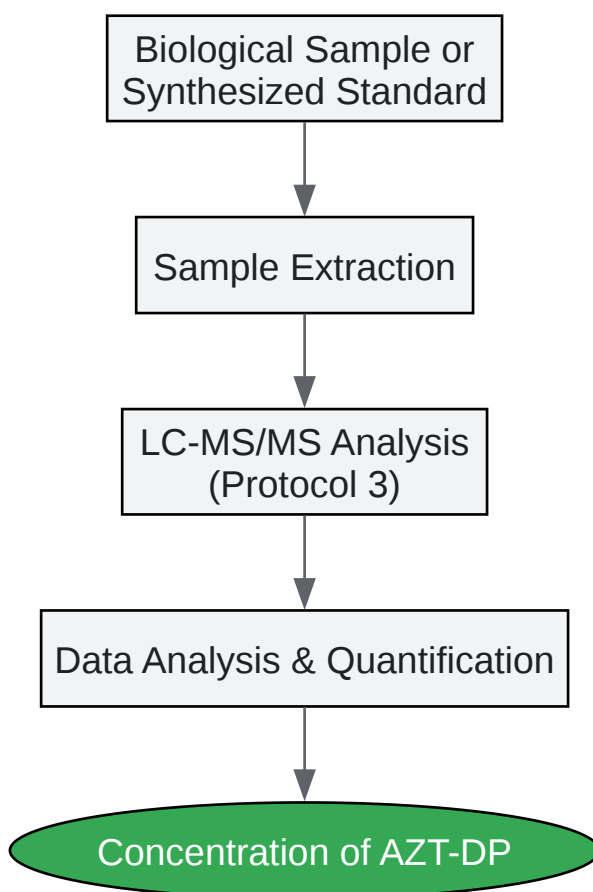 Biological Sample or
Synthesized Standard
Sample Extraction
LC-MS/MS Analysis
(Protocol 3)
Data Analysis & Quantification
Concentration of AZT-DP